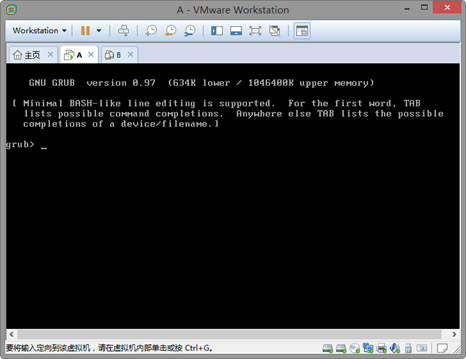 A - VMware Workstation
Workstation
主页 A B
GNU GRUB version 0.97 (634K lower / 1046400K upper memory)
[ Minimal BASH-like line editing is supported. For the first word, TAB
lists possible command completions. Anywhere else TAB lists the possible
completions of a device/filename.]
grub> _
要将输入定向到该虚拟机，请在虚拟机内部单击或按 Ctrl+G。